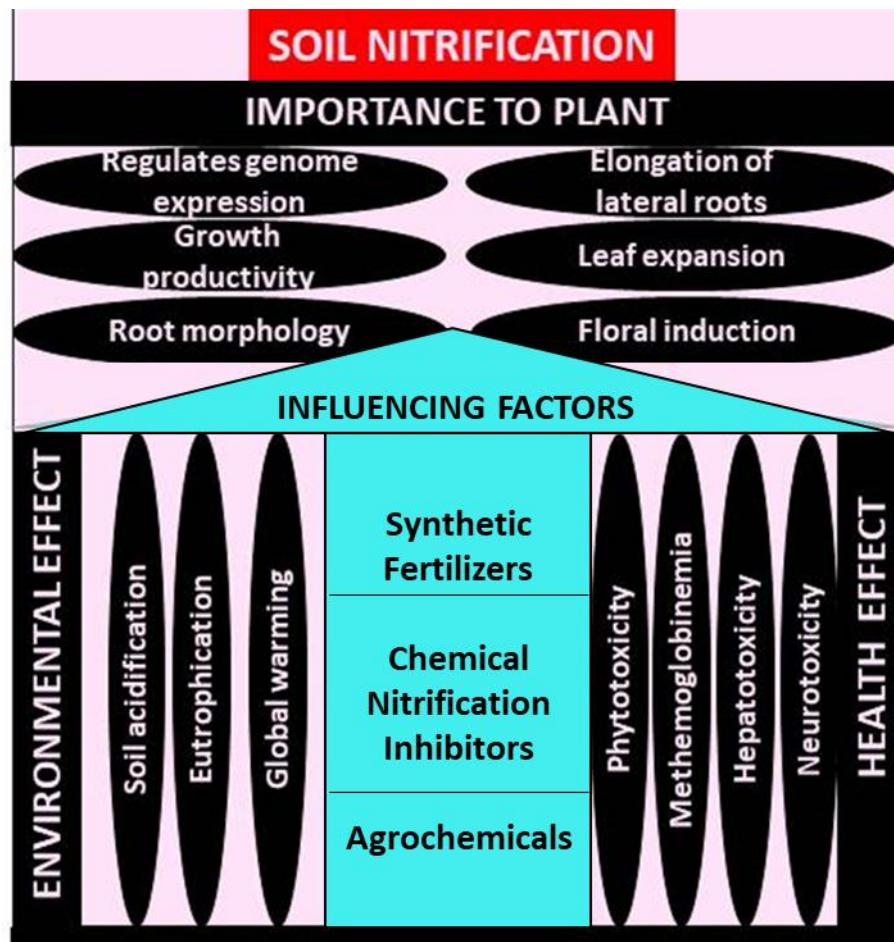 SOIL NITRIFICATION
IMPORTANCE TO PLANT
Regulates genome
expression
Elongation of
lateral roots
Growth
productivity
Leaf expansion
Root morphology
Floral induction
INFLUENCING FACTORS
ENVIRONMENTAL EFFECT
Soil acidification
Eutrophication
Global warming
Synthetic
Fertilizers
Chemical
Nitrification
Inhibitors
Agrochemicals
Phytotoxicity
Methemoglobinemia
Hepatotoxicity
Neurotoxicity
HEALTH EFFECT